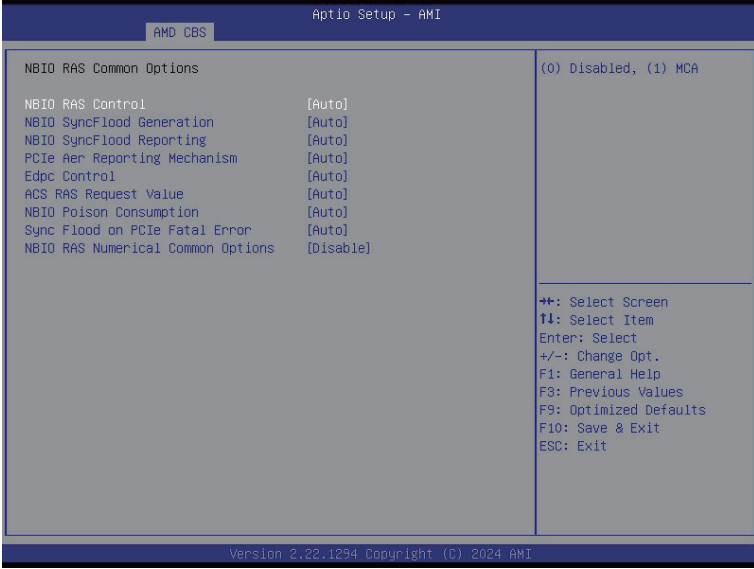 Aptio Setup – AMI
AMD CBS
NBIO RAS Common Options
(0) Disabled, (1) MCA
NBIO RAS Control [Auto]
NBIO SyncFlood Generation [Auto]
NBIO SyncFlood Reporting [Auto]
PCIe Aer Reporting Mechanism [Auto]
Edpc Control [Auto]
ACS RAS Request Value [Auto]
NBIO Poison Consumption [Auto]
Sync Flood on PCIe Fatal Error [Auto]
NBIO RAS Numerical Common Options [Disable]
→←: Select Screen
↑↓: Select Item
Enter: Select
+/-: Change Opt.
F1: General Help
F3: Previous Values
F9: Optimized Defaults
F10: Save & Exit
ESC: Exit
Version 2.22.1294 Copyright (C) 2024 AMI